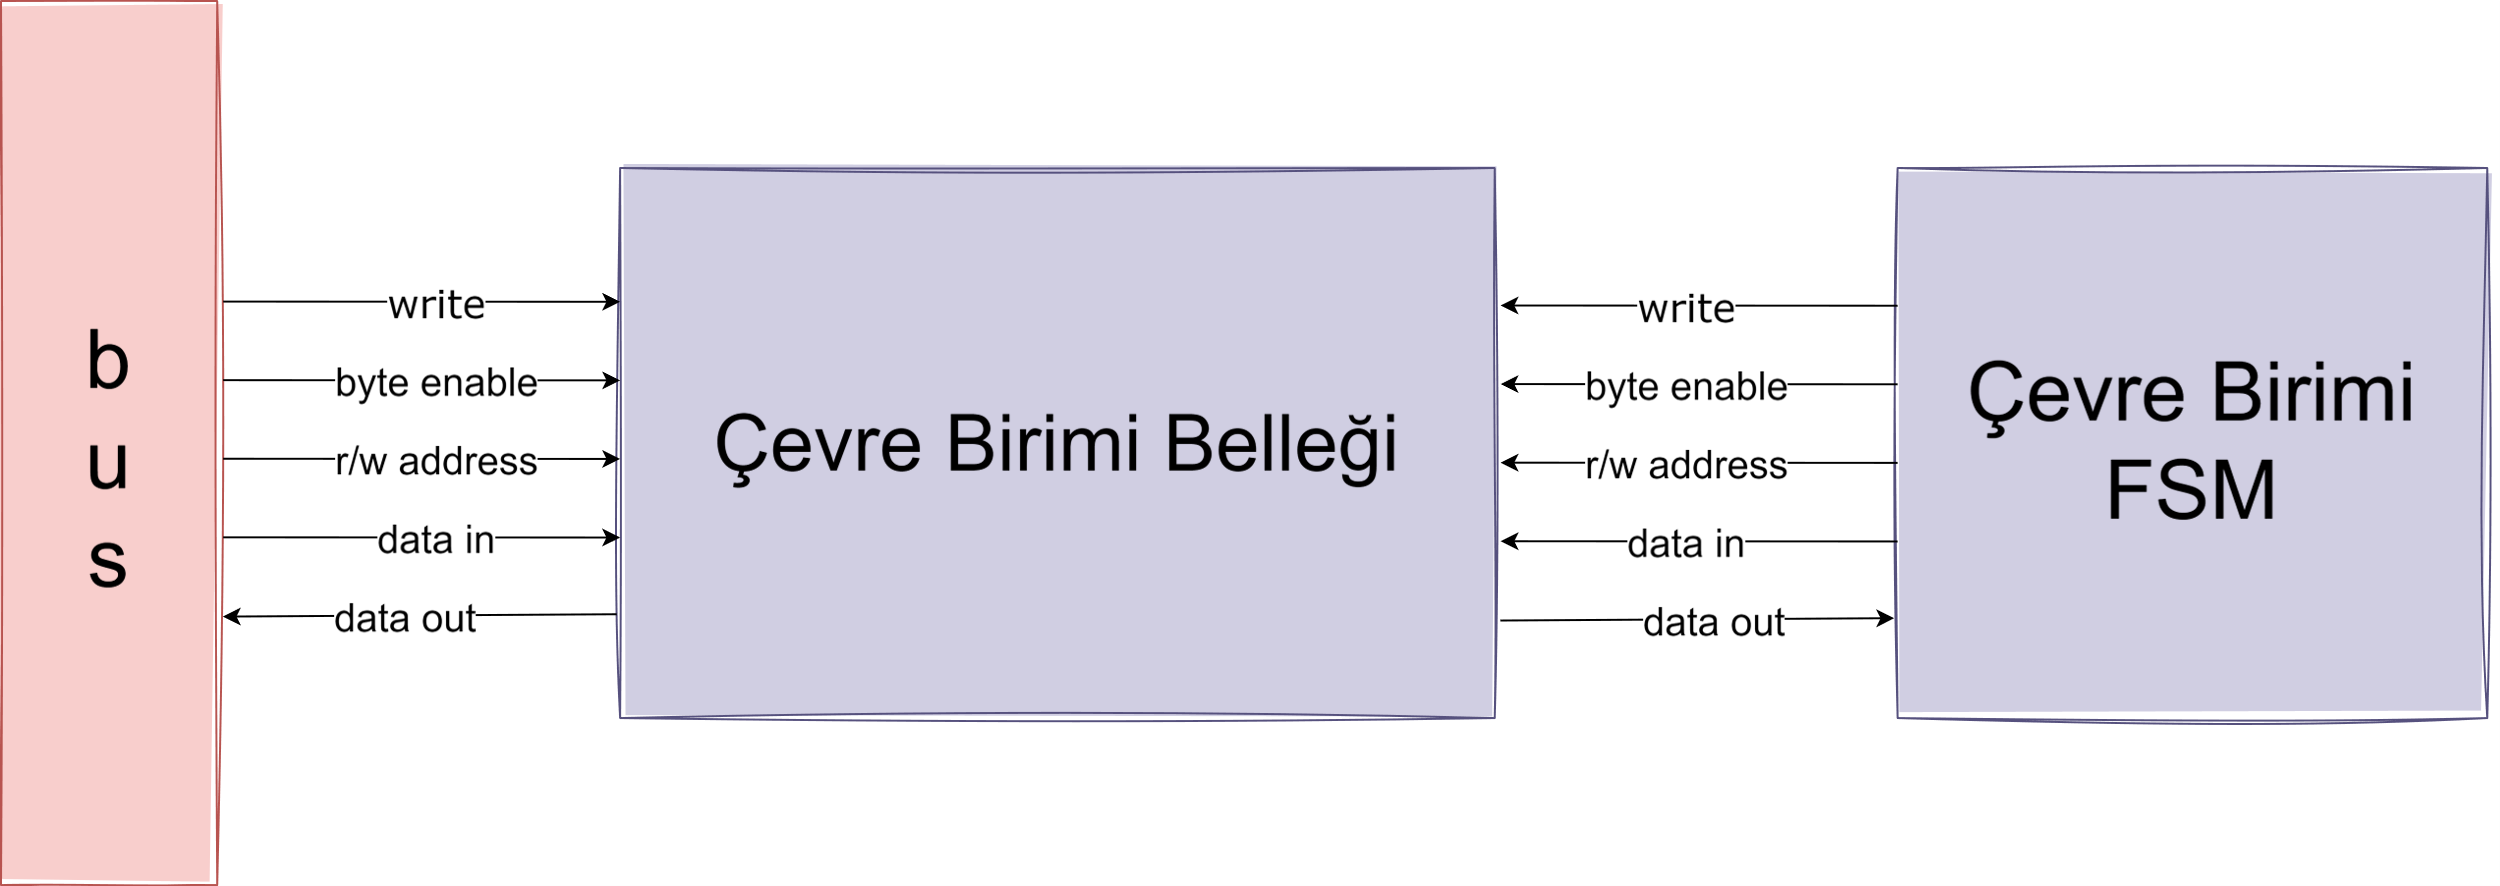 b
u
s
write
byte enable
r/w address
data in
data out
Çevre Birimi Belleği
write
byte enable
r/w address
data in
data out
Çevre Birimi
FSM